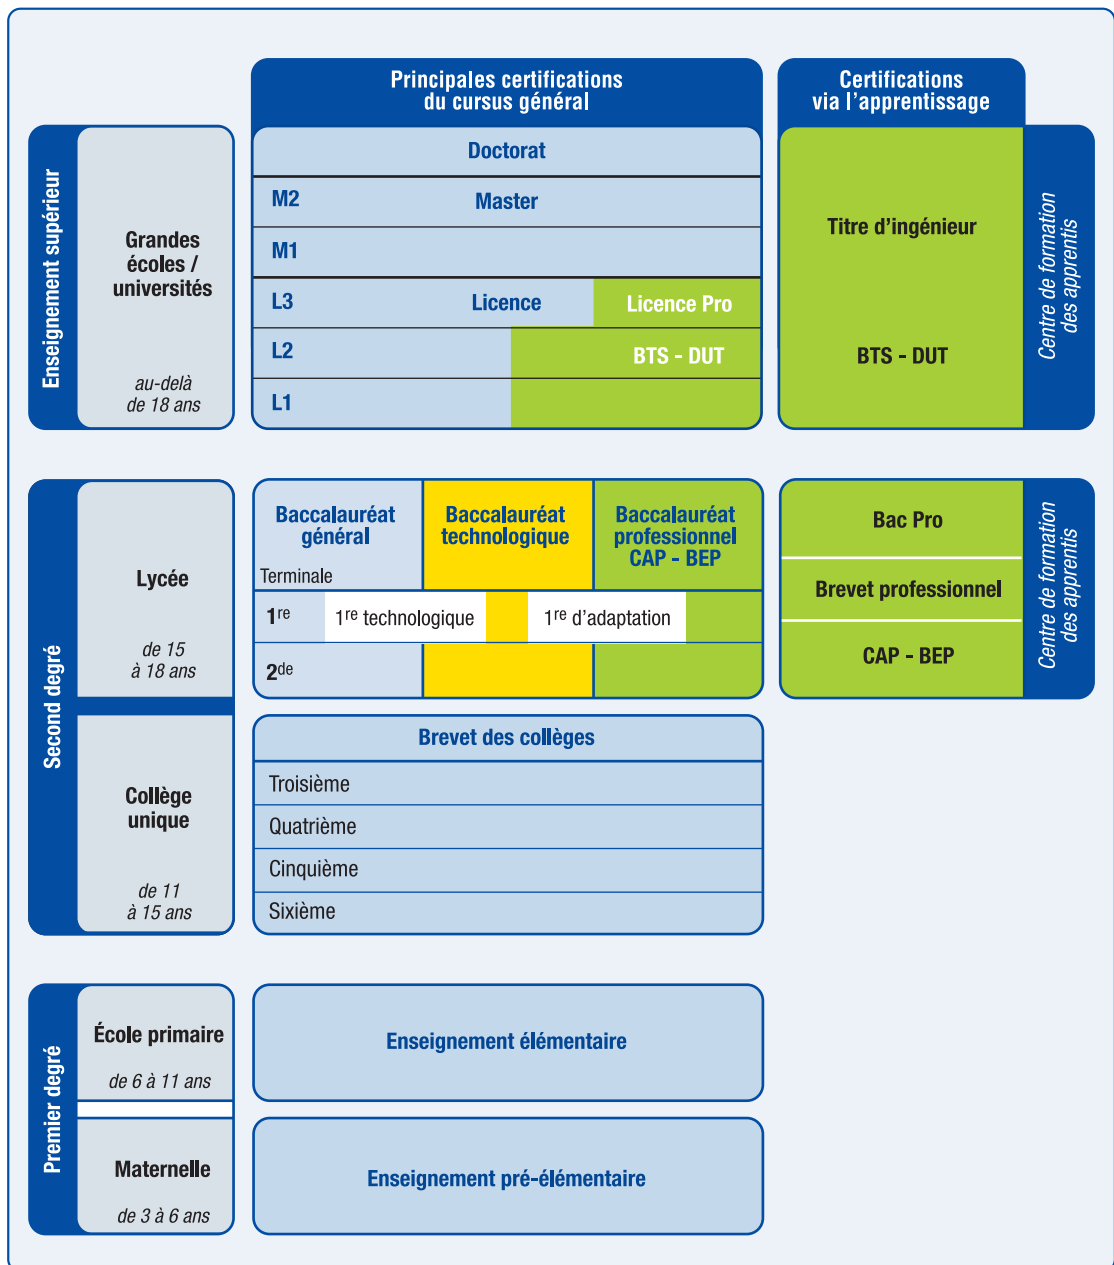 Principales certifications
du cursus général
Certifications
via l'apprentissage
Enseignement supérieur
Grandes
écoles /
universités
au-delà
de 18 ans
Doctorat
M2 Master
M1
L3 Licence Licence Pro
L2 BTS - DUT
L1
Titre d'ingénieur
BTS - DUT
Centre de formation
des apprentis
Second degré
Lycée
de 15
à 18 ans
Baccalauréat
général
Baccalauréat
technologique
Baccalauréat
professionnel
CAP - BEP
Terminale
1re 1re technologique 1re d'adaptation
2de
Bac Pro
Brevet professionnel
CAP - BEP
Centre de formation
des apprentis
Collège
unique
de 11
à 15 ans
Brevet des collèges
Troisième
Quatrième
Cinquième
Sixième
Premier degré
École primaire
de 6 à 11 ans
Enseignement élémentaire
Maternelle
de 3 à 6 ans
Enseignement pré-élémentaire